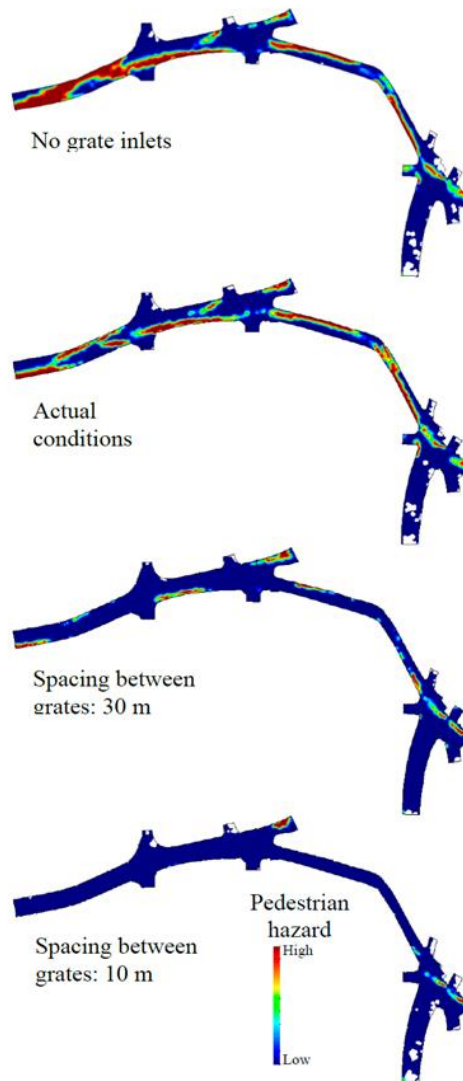 No grate inlets
Actual
conditions
Spacing between
grates: 30 m
Pedestrian
hazard
High
Low
Spacing between
grates: 10 m